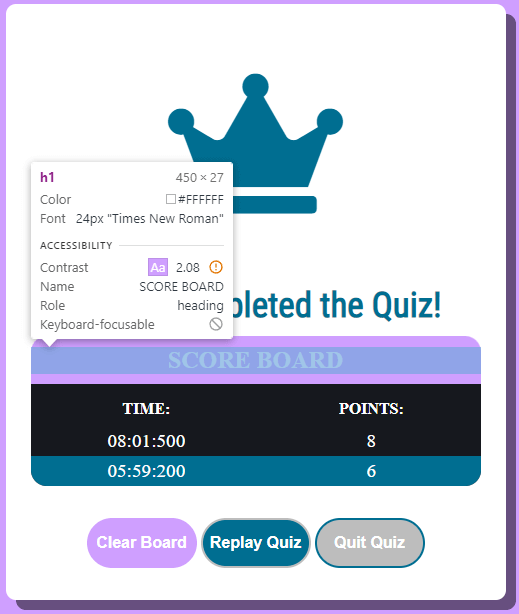 h1 450 × 27
Color #FFFFFF
Font 24px "Times New Roman"
ACCESSIBILITY
Contrast Aa 2.08
Name SCORE BOARD
Role heading
Keyboard-focusable
pleted the Quiz!
SCORE BOARD
TIME: POINTS:
08:01:500 8
05:59:200 6
Clear Board Replay Quiz Quit Quiz